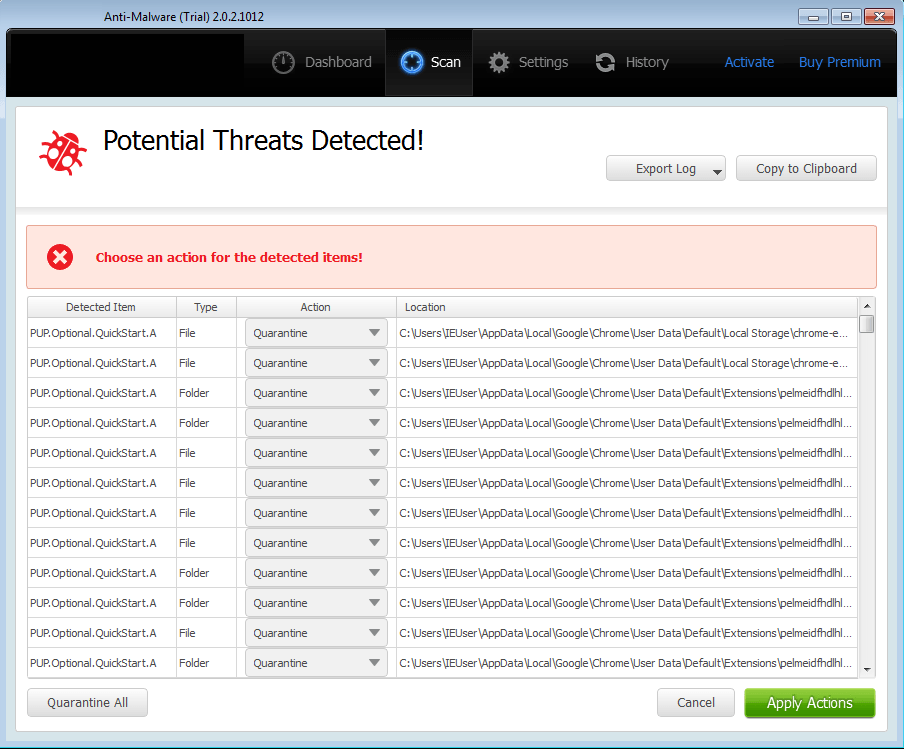 Anti-Malware (Trial) 2.0.2.1012
Dashboard Scan Settings History Activate Buy Premium
Potential Threats Detected!
Export Log Copy to Clipboard
Choose an action for the detected items!
Detected Item Type Action Location
PUP.Optional.QuickStart.A File Quarantine C:\Users\IEUser\AppData\Local\Google\Chrome\User Data\Default\Local Storage\chrome-e...
PUP.Optional.QuickStart.A File Quarantine C:\Users\IEUser\AppData\Local\Google\Chrome\User Data\Default\Local Storage\chrome-e...
PUP.Optional.QuickStart.A Folder Quarantine C:\Users\IEUser\AppData\Local\Google\Chrome\User Data\Default\Extensions\pelmeidfhdlhl...
PUP.Optional.QuickStart.A Folder Quarantine C:\Users\IEUser\AppData\Local\Google\Chrome\User Data\Default\Extensions\pelmeidfhdlhl...
PUP.Optional.QuickStart.A File Quarantine C:\Users\IEUser\AppData\Local\Google\Chrome\User Data\Default\Extensions\pelmeidfhdlhl...
PUP.Optional.QuickStart.A File Quarantine C:\Users\IEUser\AppData\Local\Google\Chrome\User Data\Default\Extensions\pelmeidfhdlhl...
PUP.Optional.QuickStart.A File Quarantine C:\Users\IEUser\AppData\Local\Google\Chrome\User Data\Default\Extensions\pelmeidfhdlhl...
PUP.Optional.QuickStart.A File Quarantine C:\Users\IEUser\AppData\Local\Google\Chrome\User Data\Default\Extensions\pelmeidfhdlhl...
PUP.Optional.QuickStart.A Folder Quarantine C:\Users\IEUser\AppData\Local\Google\Chrome\User Data\Default\Extensions\pelmeidfhdlhl...
PUP.Optional.QuickStart.A Folder Quarantine C:\Users\IEUser\AppData\Local\Google\Chrome\User Data\Default\Extensions\pelmeidfhdlhl...
PUP.Optional.QuickStart.A File Quarantine C:\Users\IEUser\AppData\Local\Google\Chrome\User Data\Default\Extensions\pelmeidfhdlhl...
PUP.Optional.QuickStart.A Folder Quarantine C:\Users\IEUser\AppData\Local\Google\Chrome\User Data\Default\Extensions\pelmeidfhdlhl...
Quarantine All Cancel Apply Actions